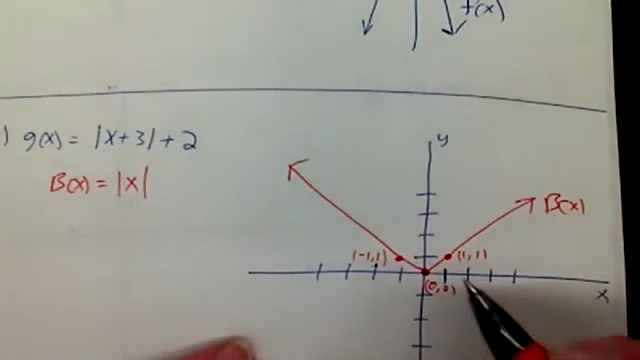 f(x)
) g(x) = |x+3| + 2
B(x) = |x|
y
B(x)
(-1,1)
(1,1)
(0,0)
x